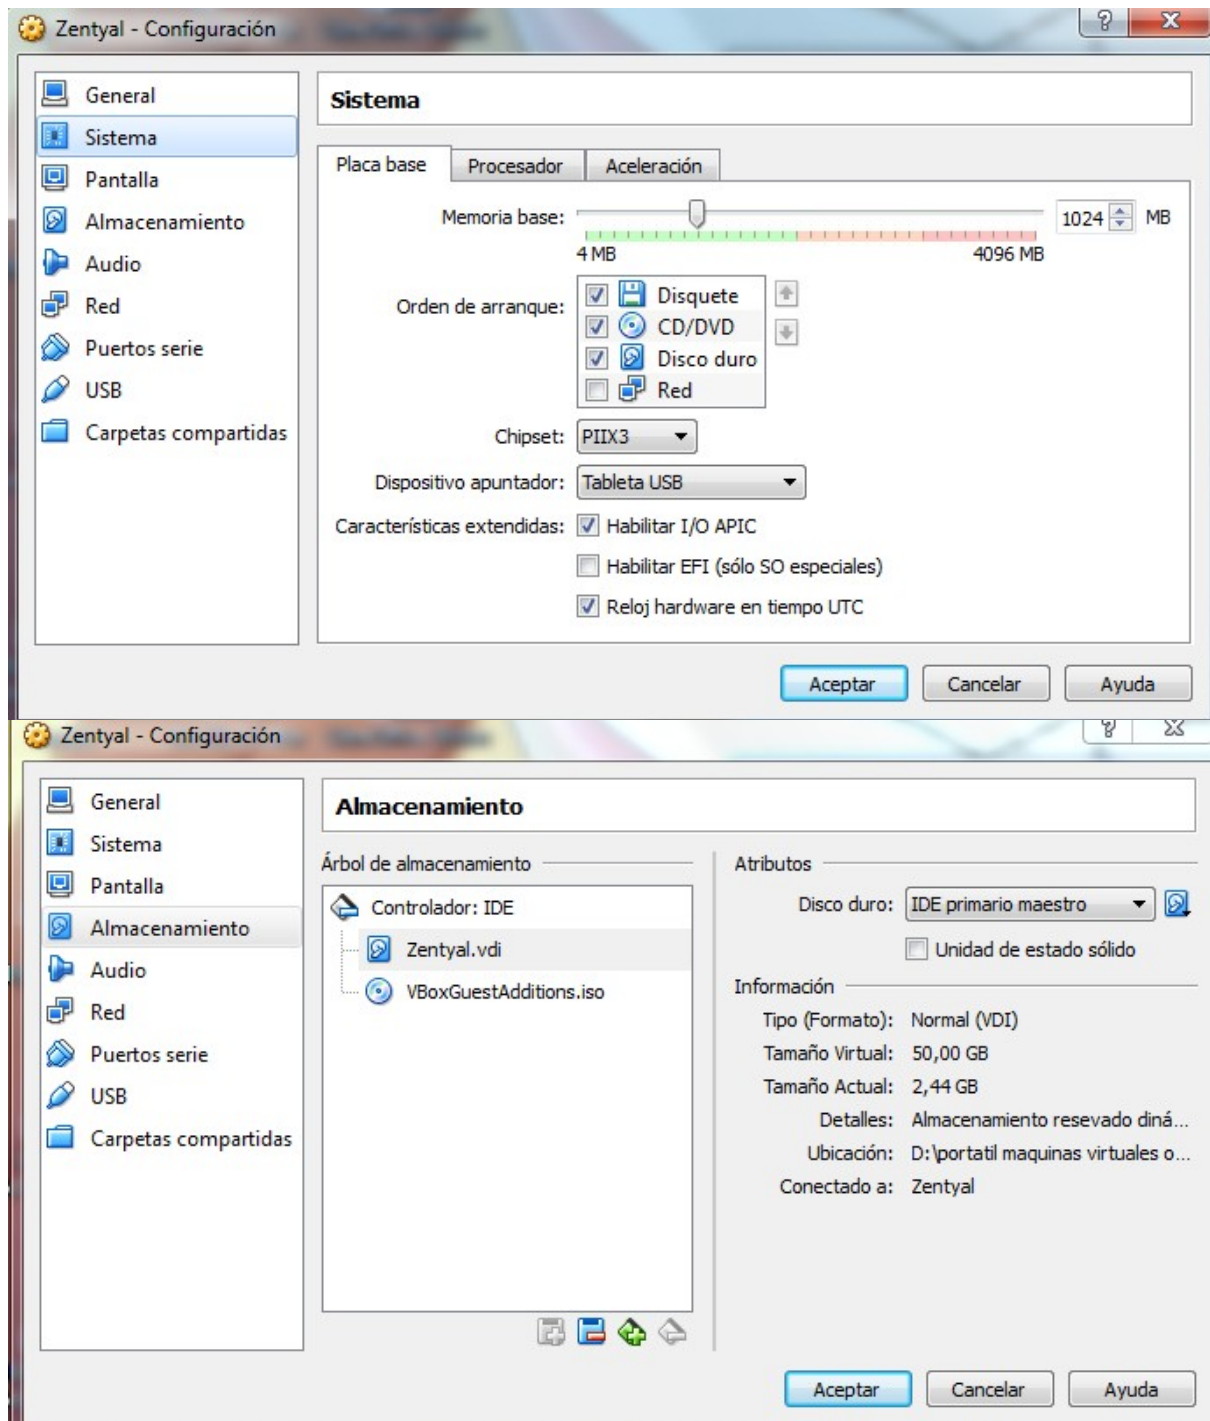 Zentyal - Configuración
General
Sistema
Pantalla
Almacenamiento
Audio
Red
Puertos serie
USB
Carpetas compartidas
Sistema
Placa base Procesador Aceleración
Memoria base: 1024 MB
4 MB 4096 MB
Orden de arranque: Disquete
CD/DVD
Disco duro
Red
Chipset: PIIX3
Dispositivo apuntador: Tableta USB
Características extendidas: Habilitar I/O APIC
Habilitar EFI (sólo SO especiales)
Reloj hardware en tiempo UTC
Aceptar Cancelar Ayuda
Zentyal - Configuración
General
Sistema
Pantalla
Almacenamiento
Audio
Red
Puertos serie
USB
Carpetas compartidas
Almacenamiento
Árbol de almacenamiento
Controlador: IDE
Zentyal.vdi
VBoxGuestAdditions.iso
Atributos
Disco duro: IDE primario maestro
Unidad de estado sólido
Información
Tipo (Formato): Normal (VDI)
Tamaño Virtual: 50,00 GB
Tamaño Actual: 2,44 GB
Detalles: Almacenamiento resevado diná...
Ubicación: D:\portatil maquinas virtuales o...
Conectado a: Zentyal
Aceptar Cancelar Ayuda